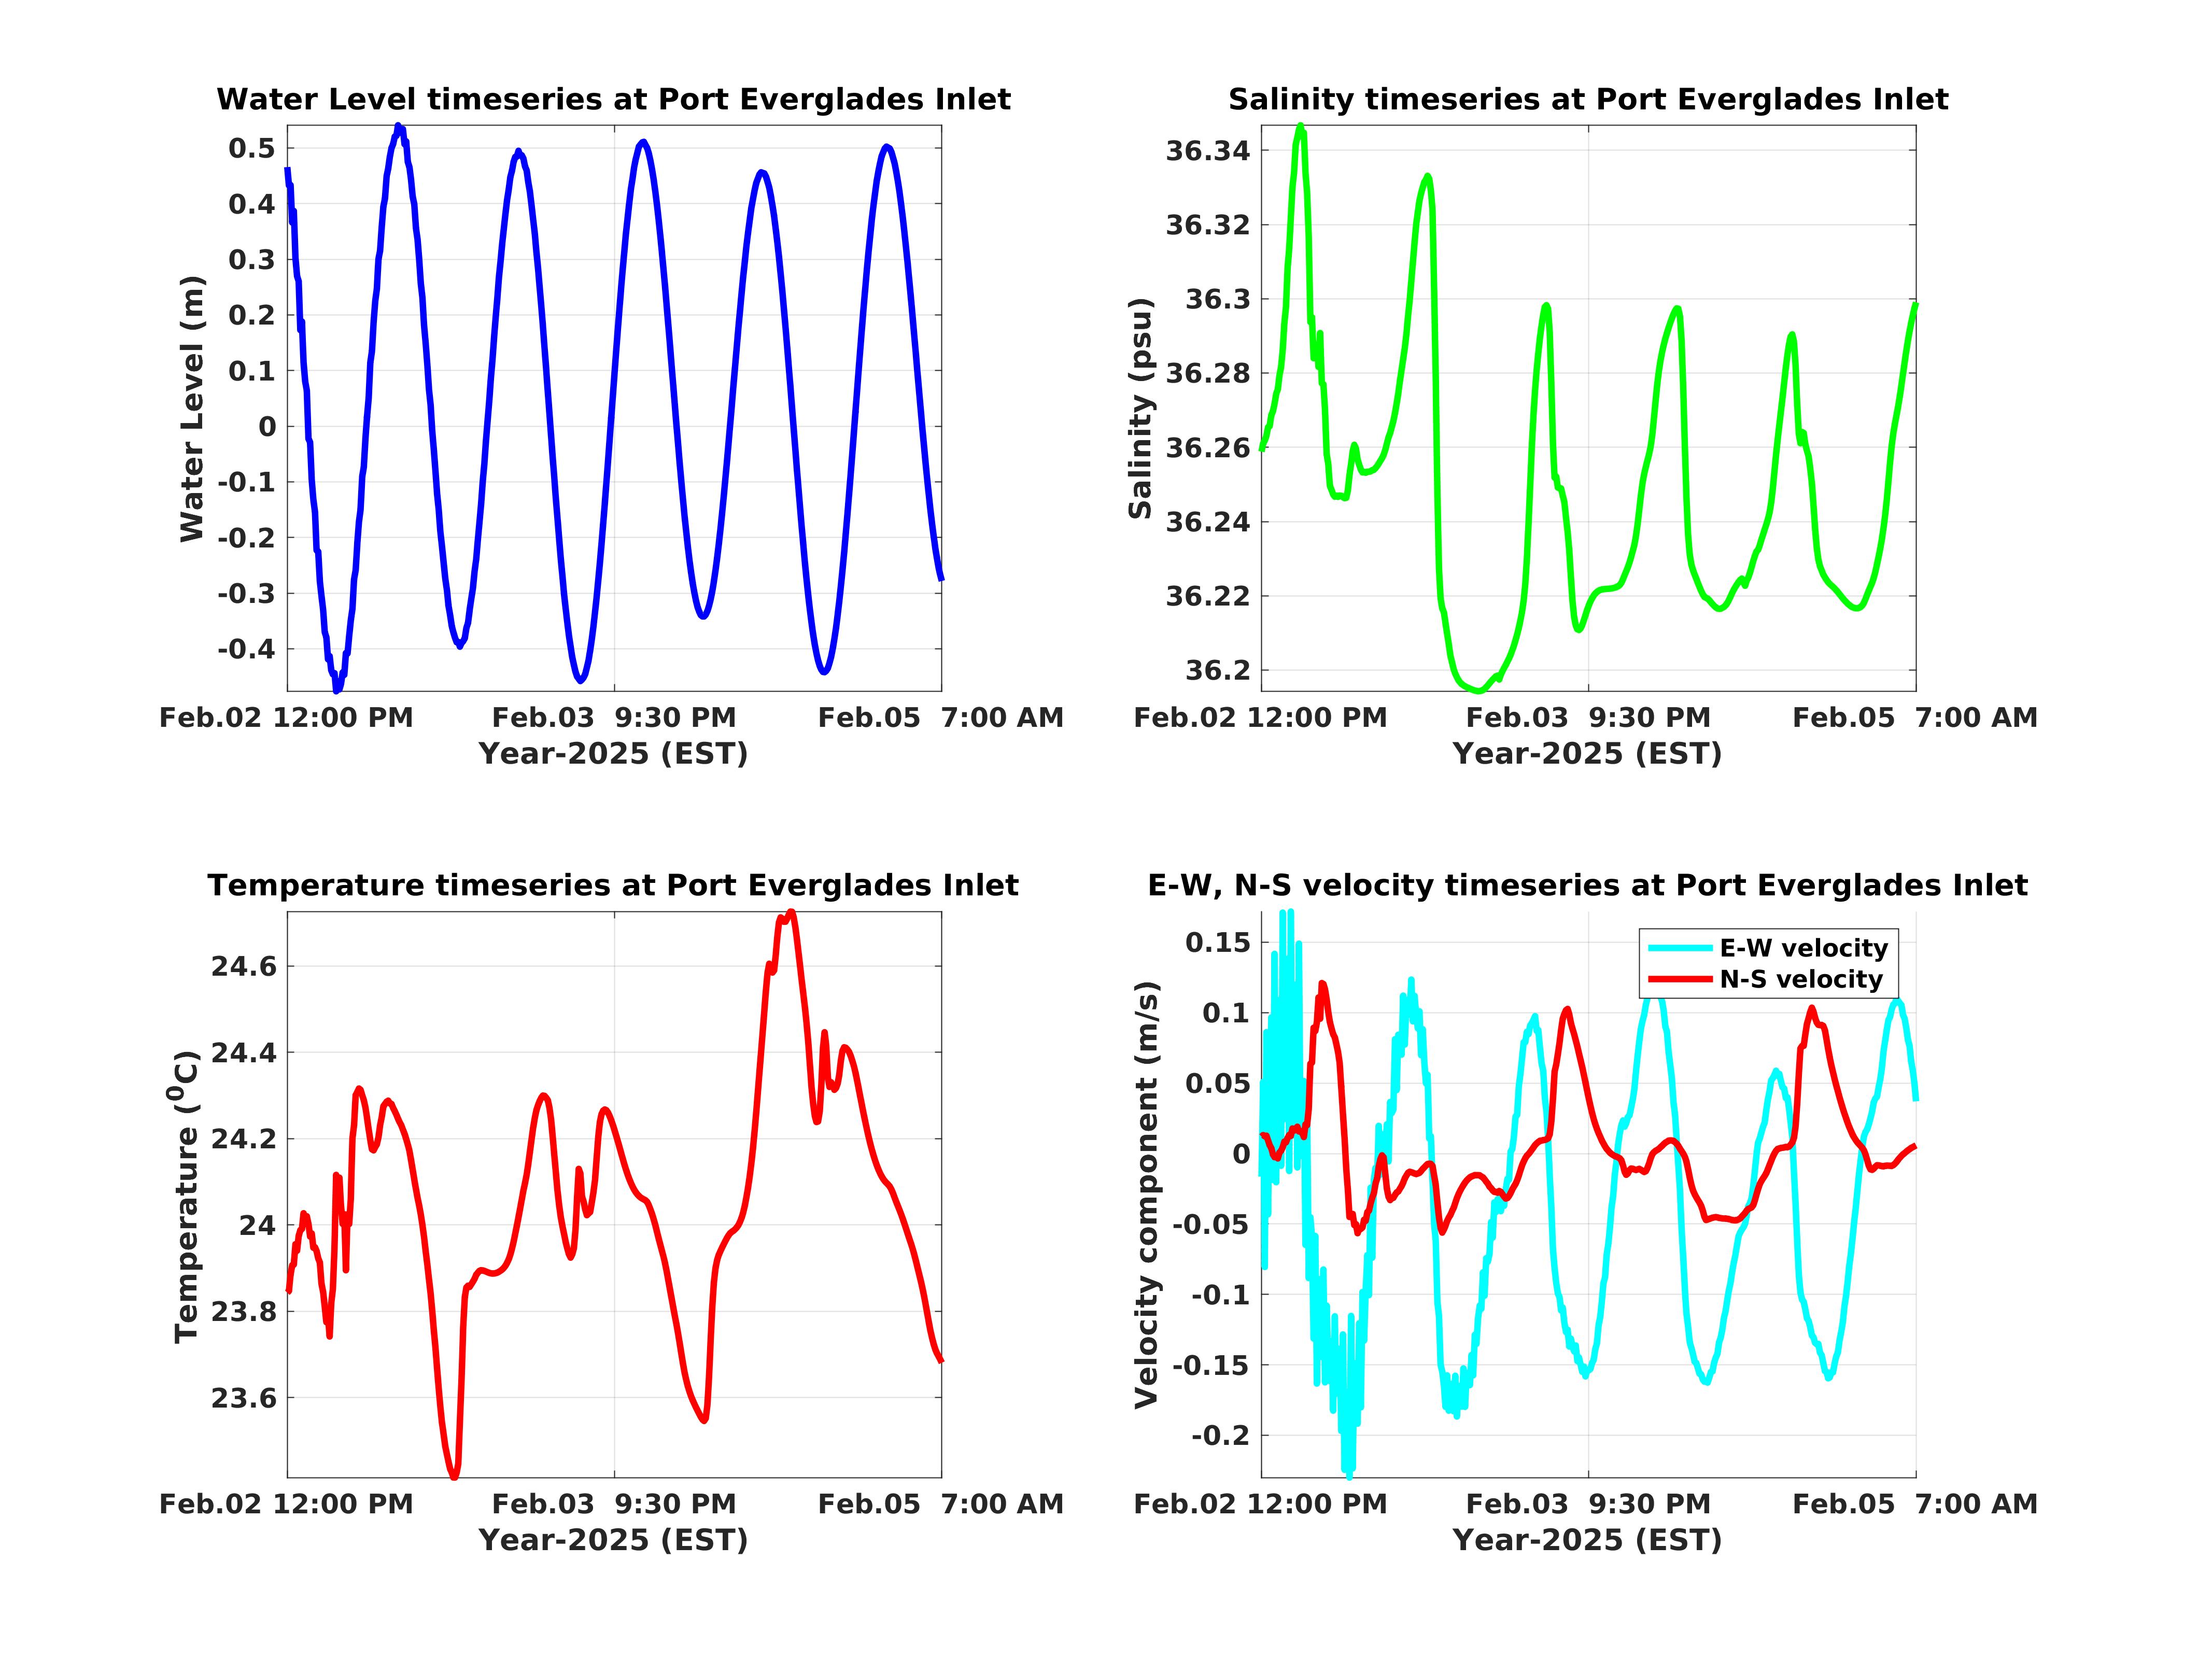 Water Level timeseries at Port Everglades Inlet
0.5
0.4
0.3
0.2
0.1
0
-0.1
-0.2
-0.3
-0.4
Water Level (m)
Feb.02 12:00 PM Feb.03 9:30 PM Feb.05 7:00 AM
Year-2025 (EST)
Salinity timeseries at Port Everglades Inlet
36.34
36.32
36.3
36.28
36.26
36.24
36.22
36.2
Salinity (psu)
Feb.02 12:00 PM Feb.03 9:30 PM Feb.05 7:00 AM
Year-2025 (EST)
Temperature timeseries at Port Everglades Inlet
24.6
24.4
24.2
24
23.8
23.6
Temperature (⁰C)
Feb.02 12:00 PM Feb.03 9:30 PM Feb.05 7:00 AM
Year-2025 (EST)
E-W, N-S velocity timeseries at Port Everglades Inlet
E-W velocity
N-S velocity
0.15
0.1
0.05
0
-0.05
-0.1
-0.15
-0.2
Velocity component (m/s)
Feb.02 12:00 PM Feb.03 9:30 PM Feb.05 7:00 AM
Year-2025 (EST)